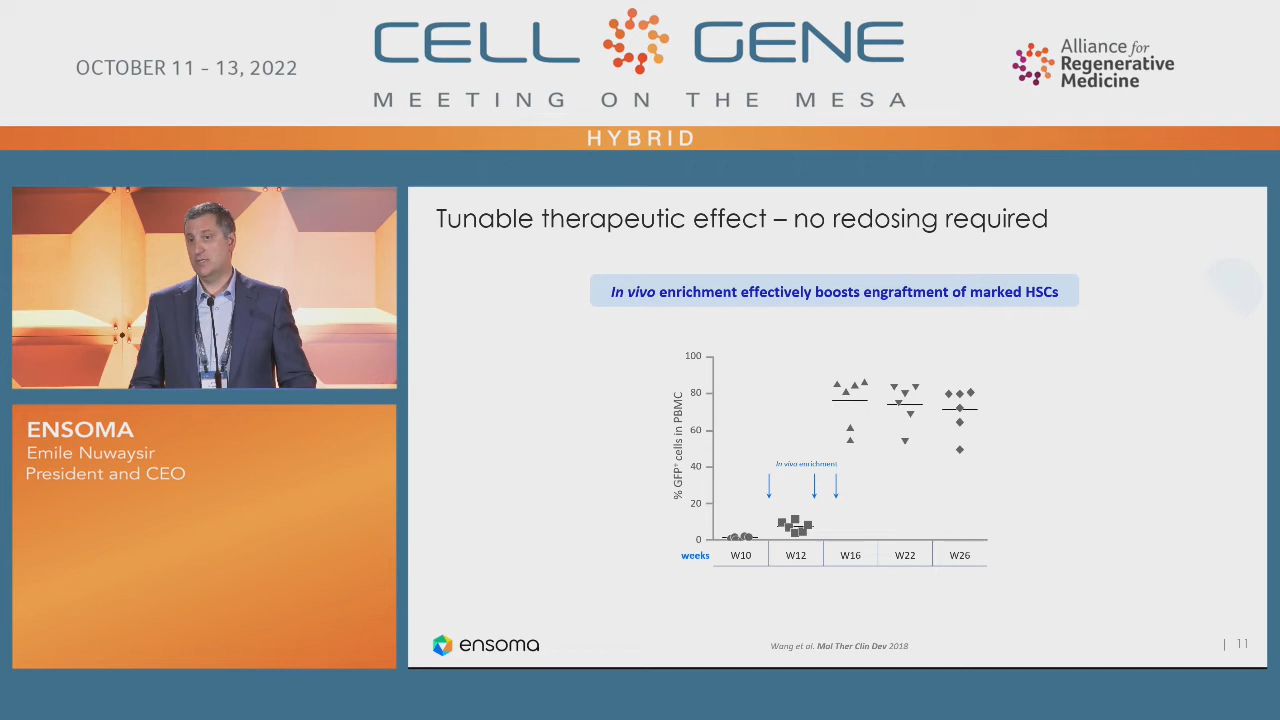 OCTOBER 11 - 13, 2022
CELL GENE
MEETING ON THE MESA
Alliance for
Regenerative
Medicine
HYBRID
ENSOMA
Emile Nuwaysir
President and CEO
Tunable therapeutic effect – no redosing required
In vivo enrichment effectively boosts engraftment of marked HSCs
% GFP⁺ cells in PBMC
100
80
60
40
20
0
In vivo enrichment
weeks W10 W12 W16 W22 W26
ensoma
Wang et al. Mol Ther Clin Dev 2018
| 11